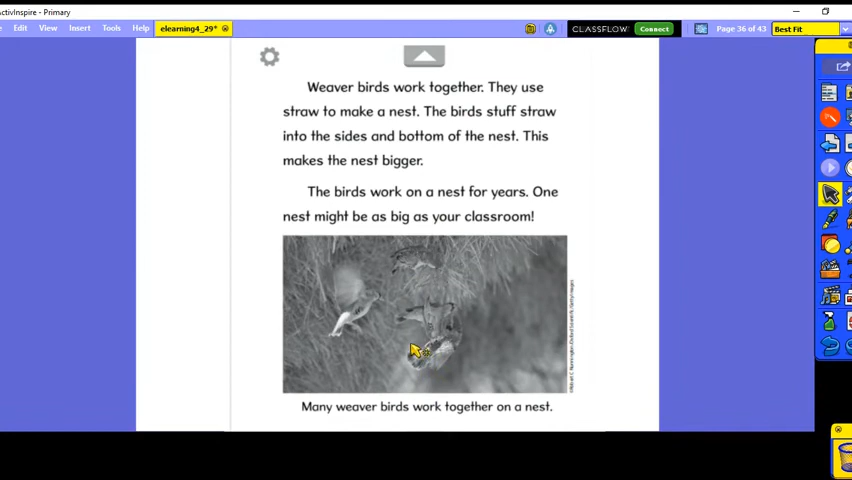 ActivInspire - Primary
Edit View Insert Tools Help elearning4_29* CLASSFLOW Connect Page 36 of 43 Best Fit
Weaver birds work together. They use
straw to make a nest. The birds stuff straw
into the sides and bottom of the nest. This
makes the nest bigger.
The birds work on a nest for years. One
nest might be as big as your classroom!
Many weaver birds work together on a nest.